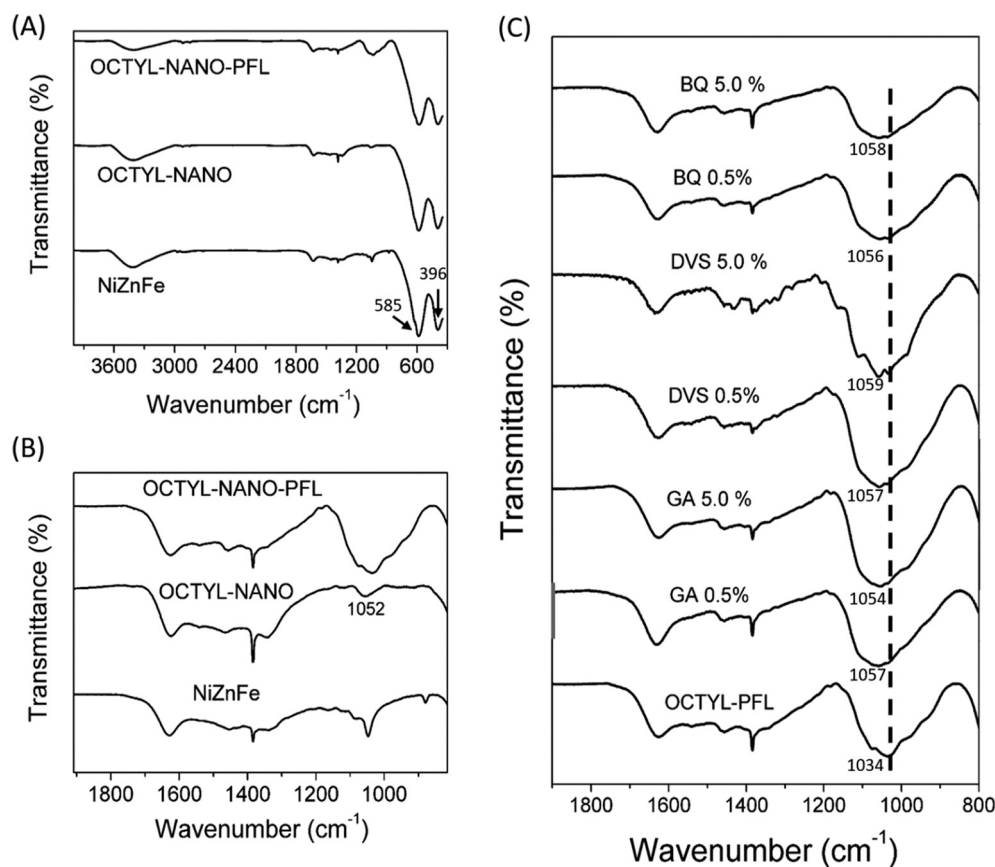 (A)
OCTYL-NANO-PFL
OCTYL-NANO
NiZnFe
585
396
Transmittance (%)
3600 3000 2400 1800 1200 600
Wavenumber (cm⁻¹)
(B)
OCTYL-NANO-PFL
OCTYL-NANO
1052
NiZnFe
Transmittance (%)
1800 1600 1400 1200 1000
Wavenumber (cm⁻¹)
(C)
BQ 5.0 %
1058
BQ 0.5%
1056
DVS 5.0 %
1059
DVS 0.5%
1057
GA 5.0 %
1054
GA 0.5%
1057
OCTYL-PFL
1034
Transmittance (%)
1800 1600 1400 1200 1000 800
Wavenumber (cm⁻¹)